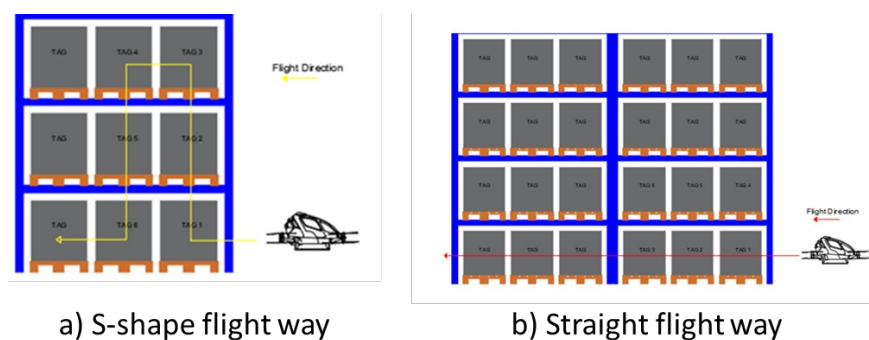 TAG TAG 4 TAG 3
Flight Direction
TAG TAG 5 TAG 2
TAG TAG 6 TAG 1
a) S-shape flight way
TAG TAG TAG TAG TAG TAG
TAG TAG TAG TAG TAG TAG
TAG TAG TAG TAG 6 TAG 5 TAG 4
Flight Direction
TAG TAG TAG TAG 3 TAG 2 TAG 1
b) Straight flight way